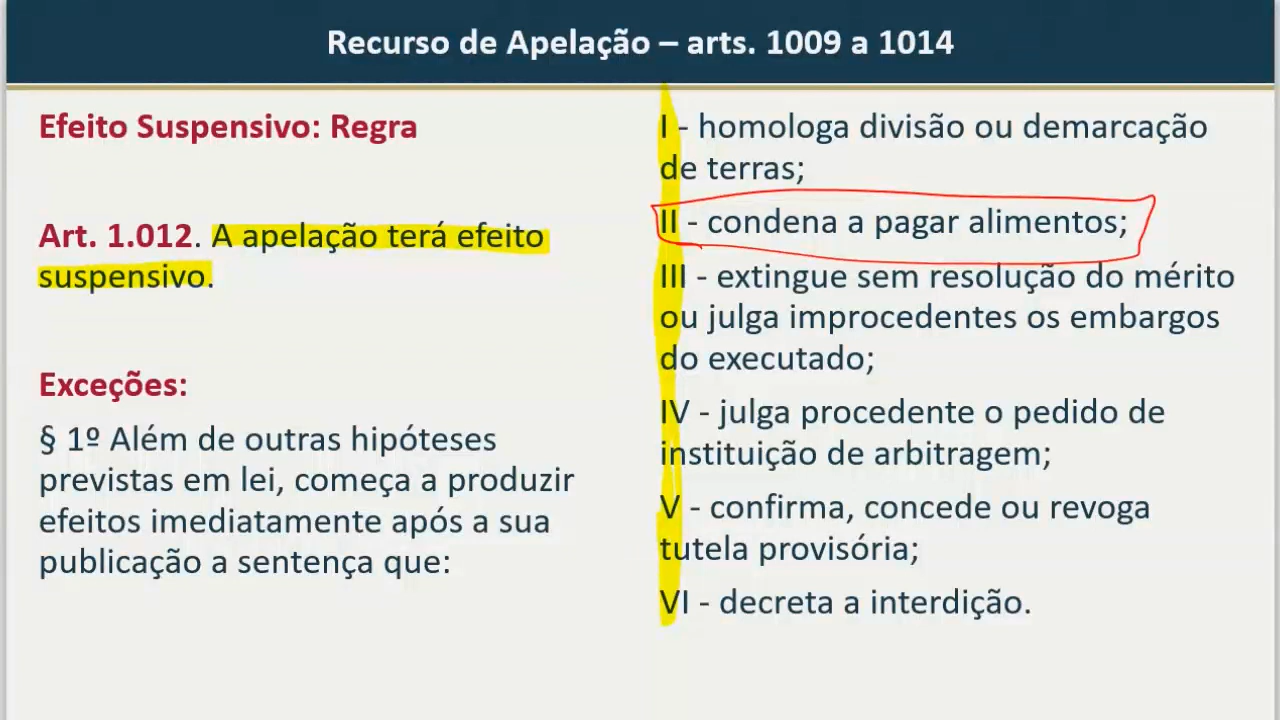 Recurso de Apelação – arts. 1009 a 1014
Efeito Suspensivo: Regra
Art. 1.012. A apelação terá efeito
suspensivo.
Exceções:
§ 1º Além de outras hipóteses
previstas em lei, começa a produzir
efeitos imediatamente após a sua
publicação a sentença que:
I - homologa divisão ou demarcação
de terras;
II - condena a pagar alimentos;
III - extingue sem resolução do mérito
ou julga improcedentes os embargos
do executado;
IV - julga procedente o pedido de
instituição de arbitragem;
V - confirma, concede ou revoga
tutela provisória;
VI - decreta a interdição.